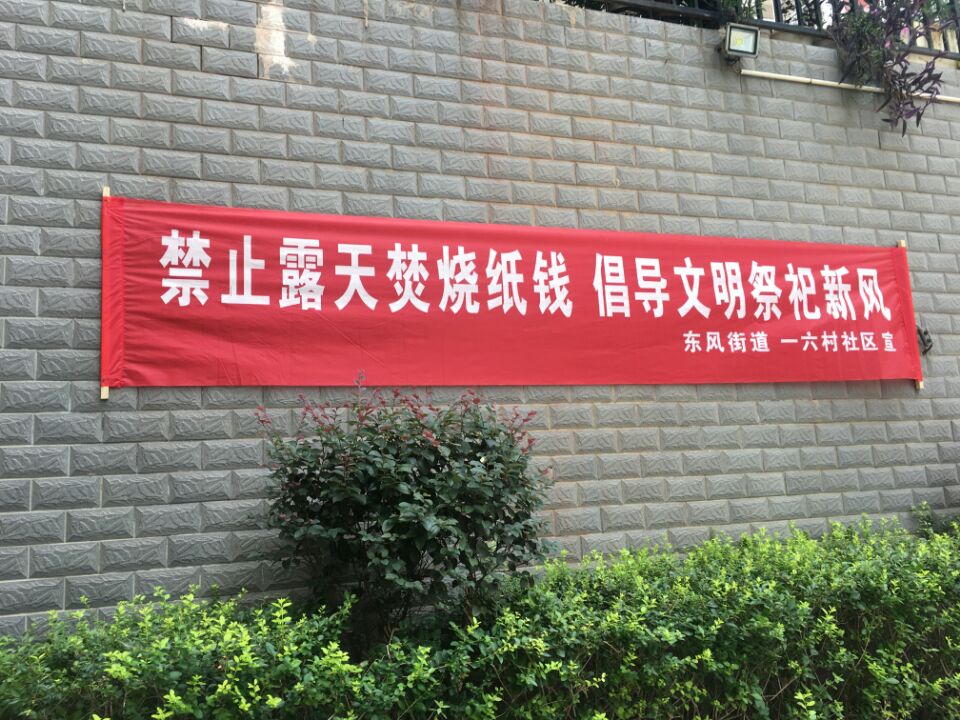 禁止露天焚烧纸钱 倡导文明祭祀新风
东风街道 一六村社区 宣